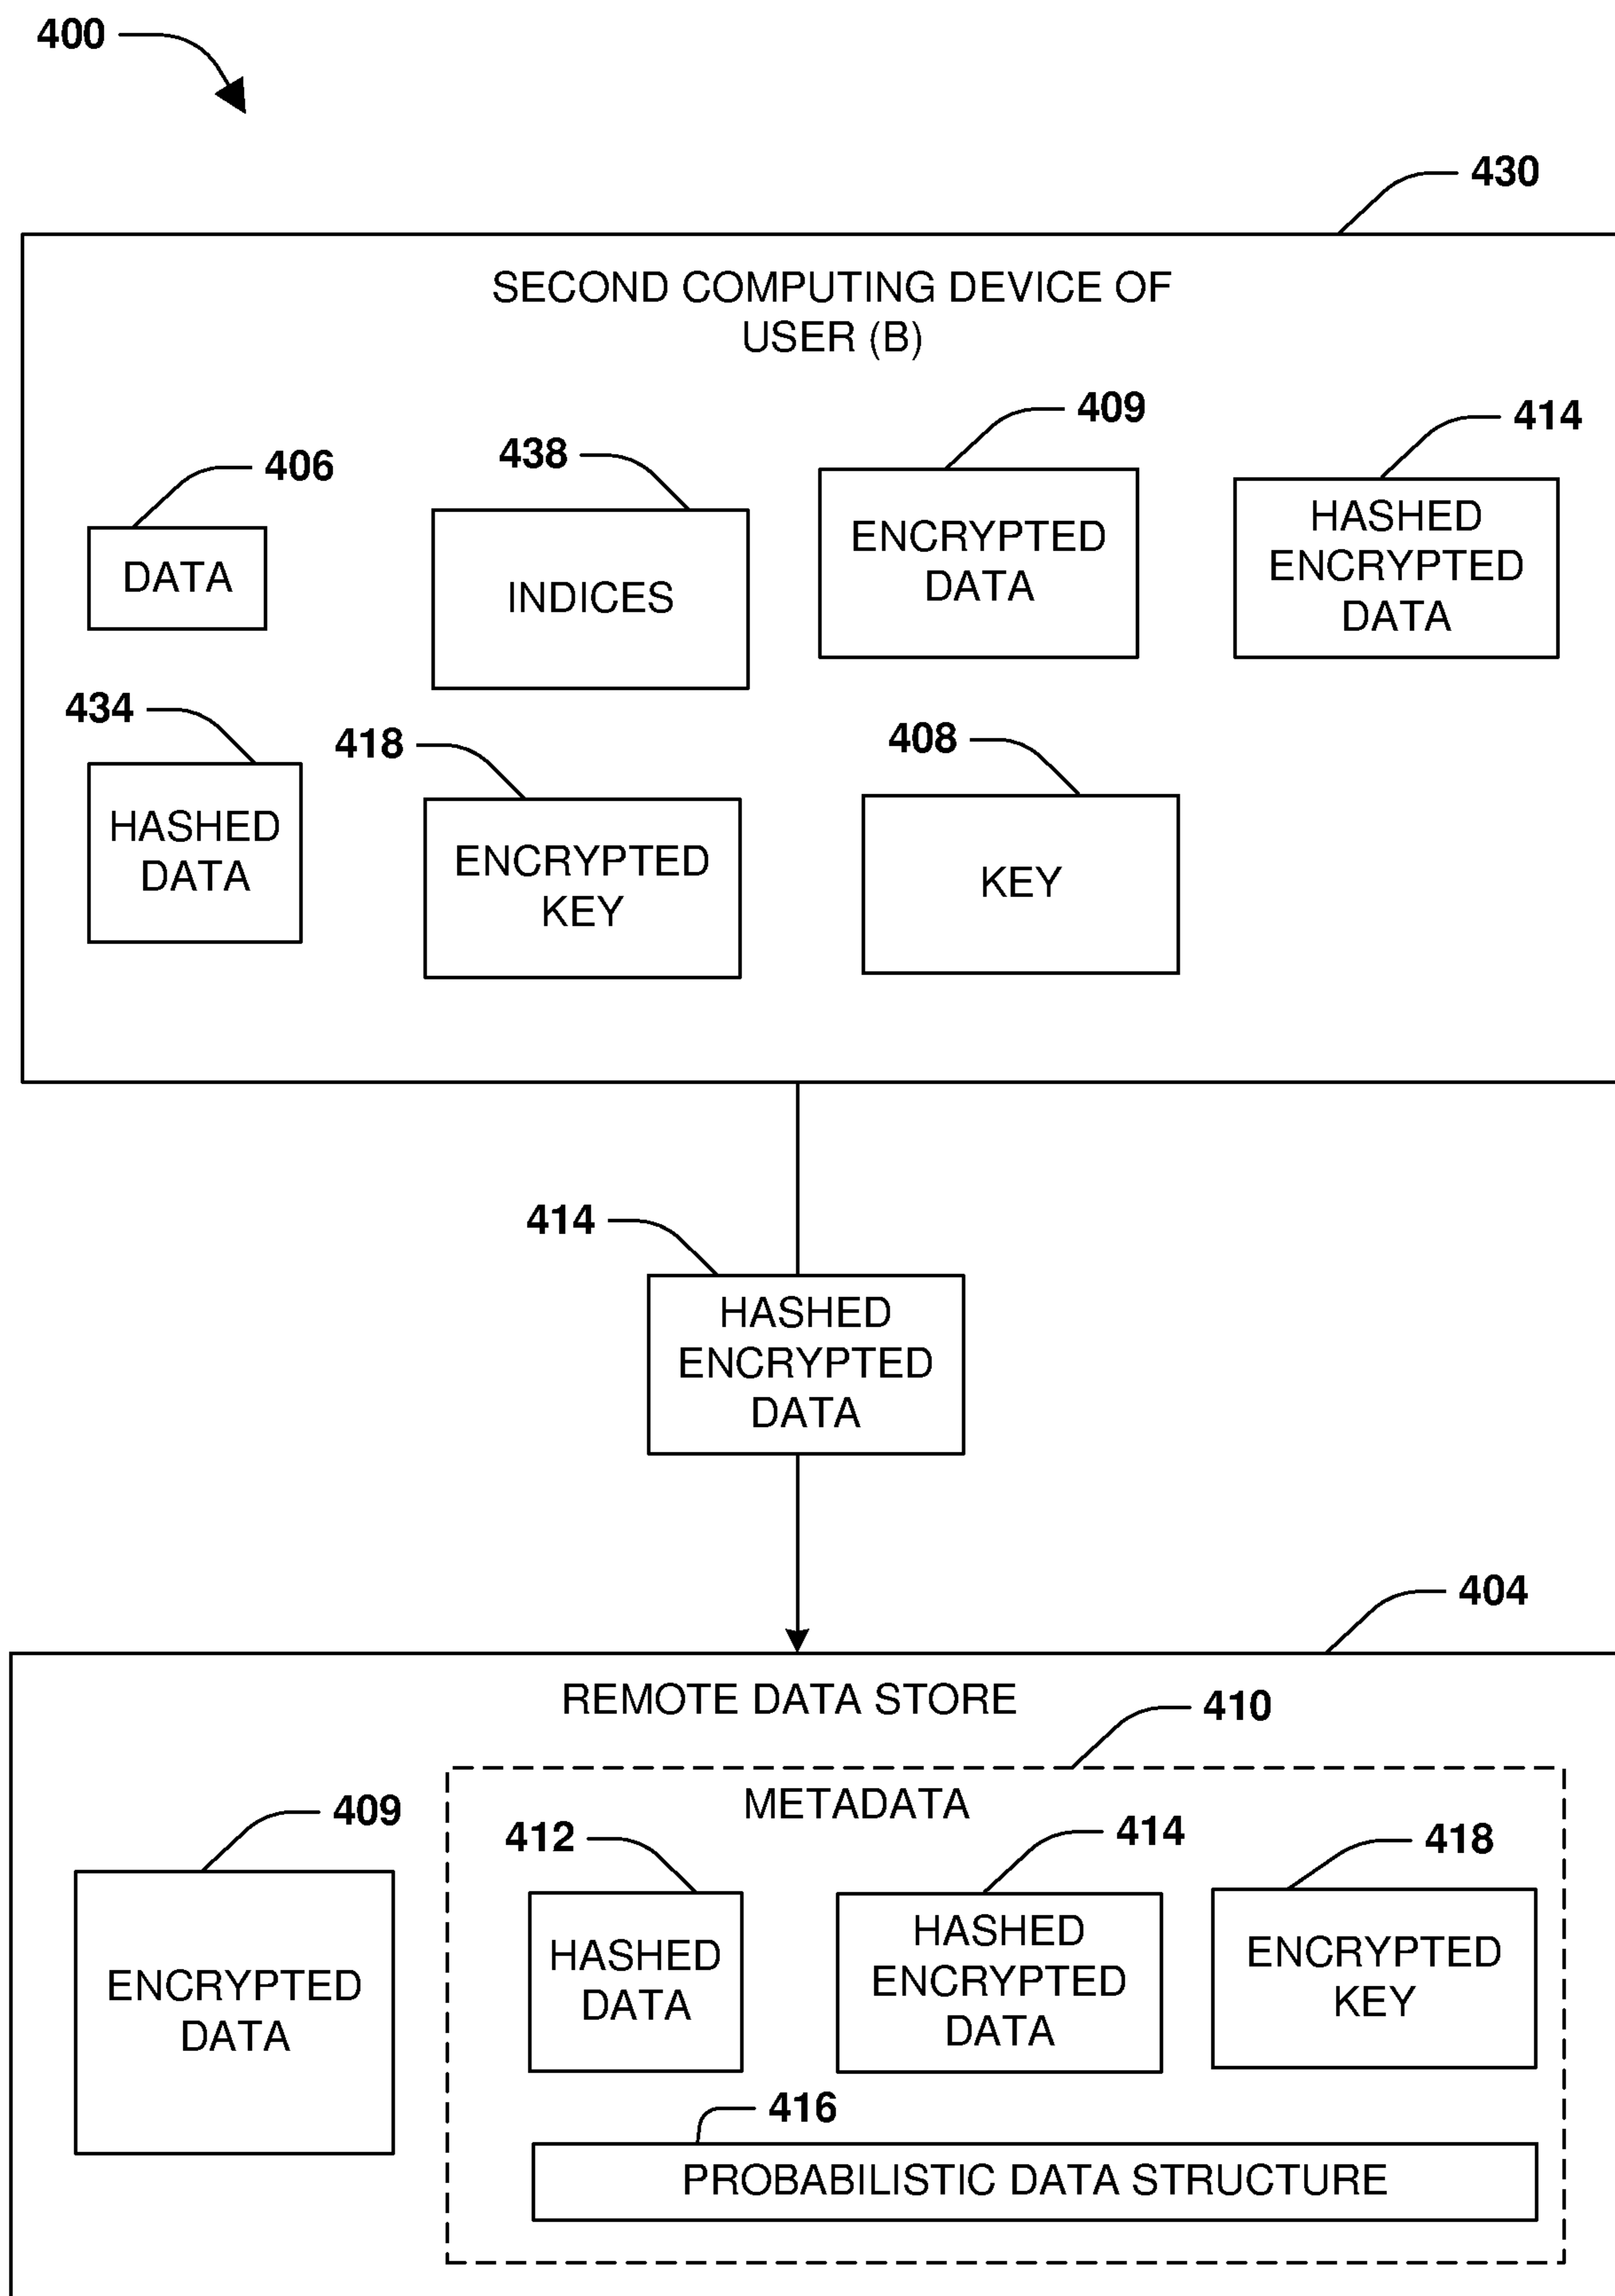 400
430
SECOND COMPUTING DEVICE OF
USER (B)
406
438
409
414
DATA
INDICES
ENCRYPTED
DATA
HASHED
ENCRYPTED
DATA
434
418
408
HASHED
DATA
ENCRYPTED
KEY
KEY
414
HASHED
ENCRYPTED
DATA
404
REMOTE DATA STORE
410
METADATA
409
412
414
418
ENCRYPTED
DATA
HASHED
DATA
HASHED
ENCRYPTED
DATA
ENCRYPTED
KEY
416
PROBABILISTIC DATA STRUCTURE